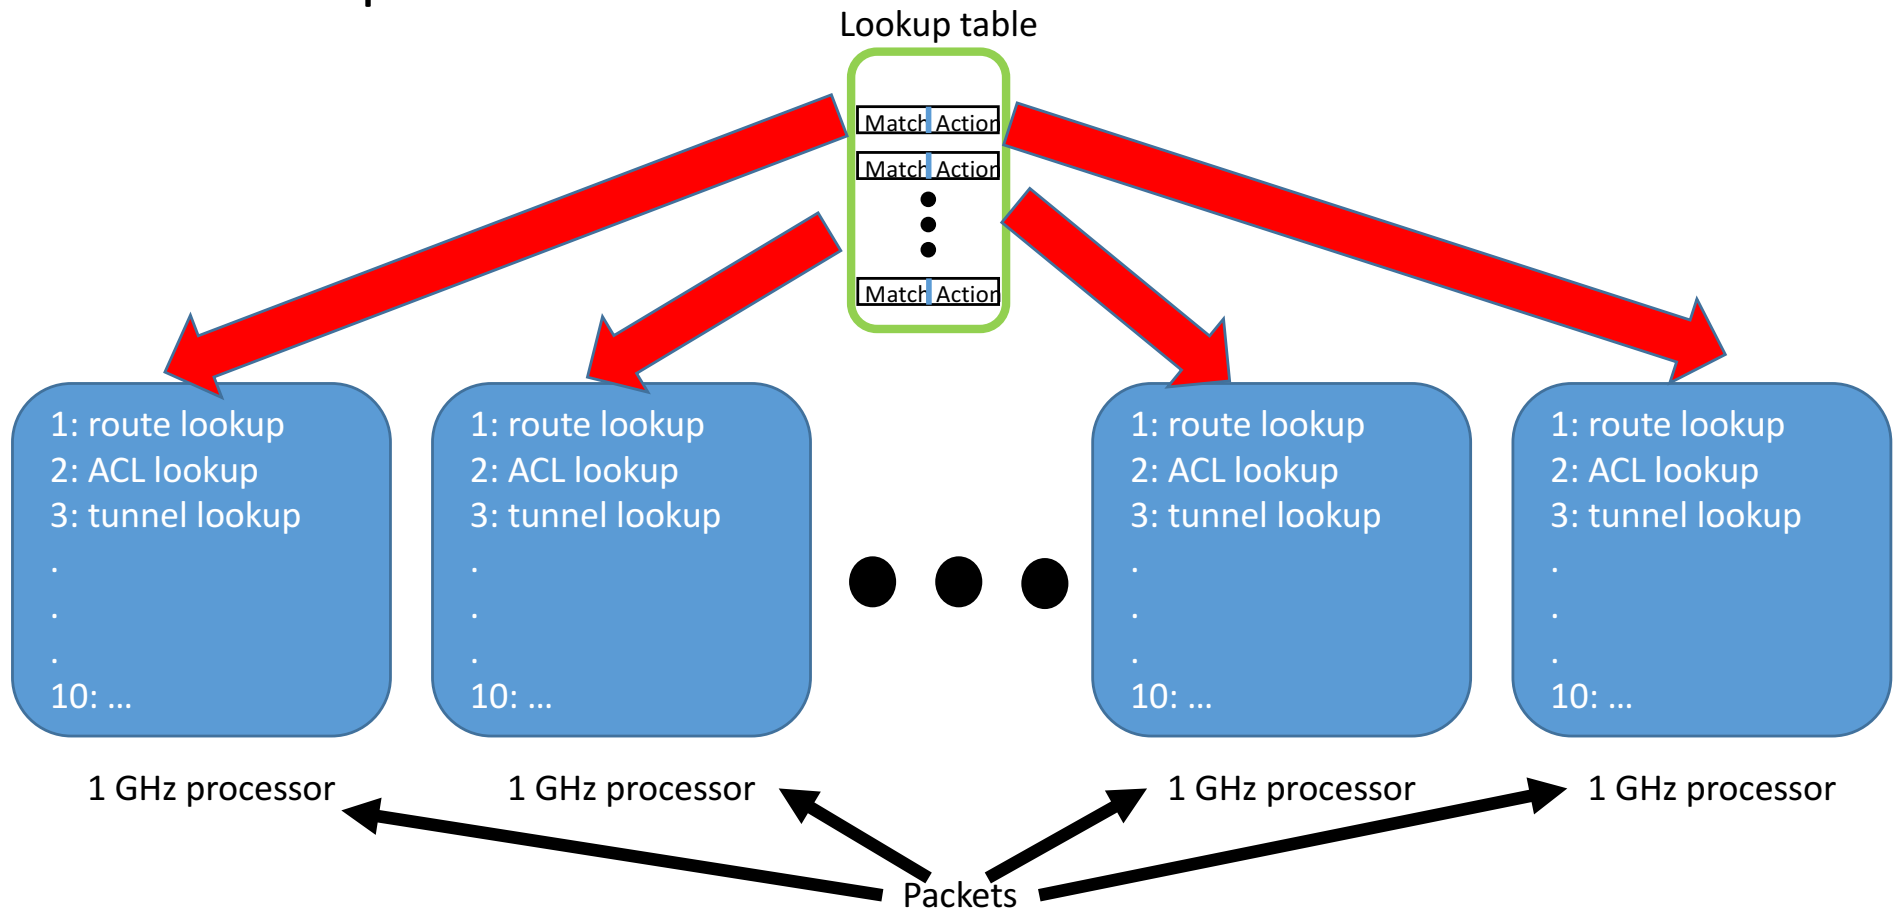 Lookup table
Match Action
Match Action
Match Action
1: route lookup
2: ACL lookup
3: tunnel lookup
.
.
.
10: ...
1: route lookup
2: ACL lookup
3: tunnel lookup
.
.
.
10: ...
1: route lookup
2: ACL lookup
3: tunnel lookup
.
.
.
10: ...
1: route lookup
2: ACL lookup
3: tunnel lookup
.
.
.
10: ...
1 GHz processor
1 GHz processor
1 GHz processor
1 GHz processor
Packets